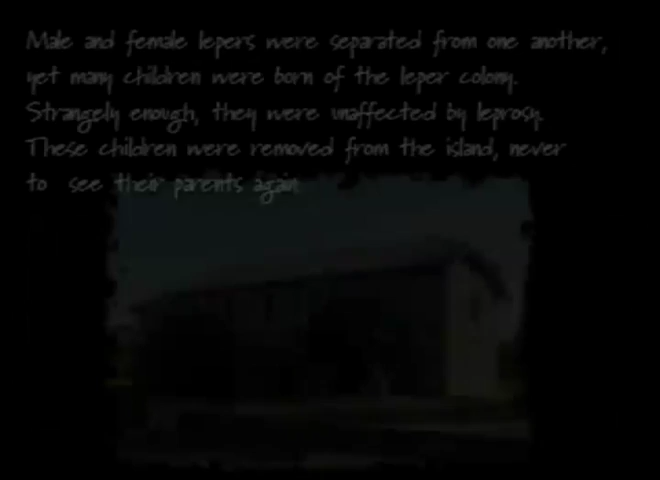 Male and female lepers were separated from one another,
yet many children were born of the leper colony.
Strangely enough, they were unaffected by leprosy.
These children were removed from the island, never
to see their parents again